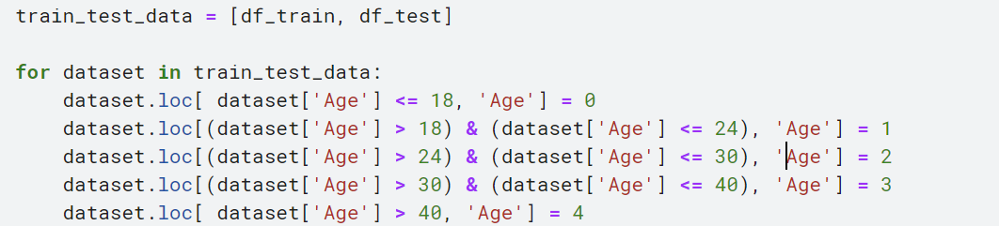 train_test_data = [df_train, df_test]
for dataset in train_test_data:
    dataset.loc[ dataset['Age'] <= 18, 'Age'] = 0
    dataset.loc[(dataset['Age'] > 18) & (dataset['Age'] <= 24), 'Age'] = 1
    dataset.loc[(dataset['Age'] > 24) & (dataset['Age'] <= 30), 'Age'] = 2
    dataset.loc[(dataset['Age'] > 30) & (dataset['Age'] <= 40), 'Age'] = 3
    dataset.loc[ dataset['Age'] > 40, 'Age'] = 4